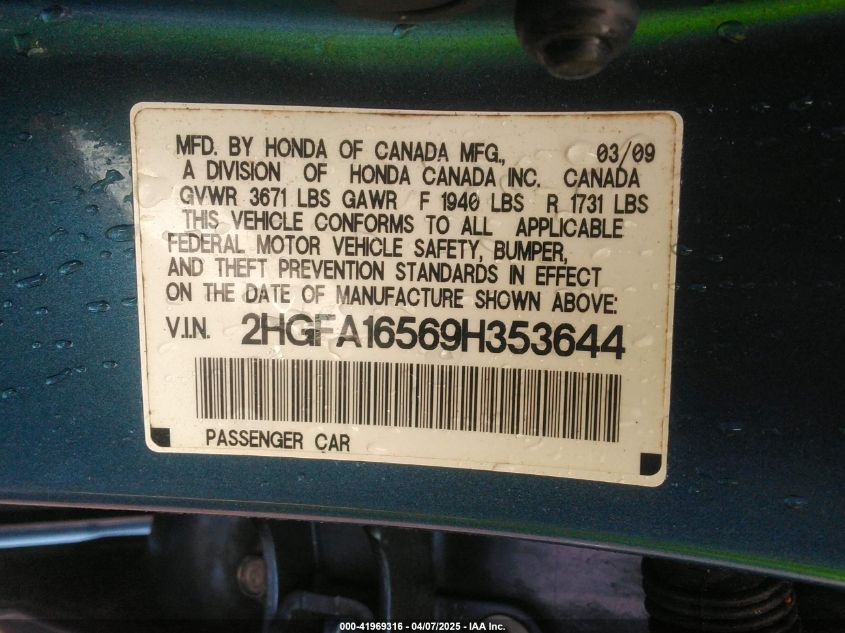 MFD. BY HONDA OF CANADA MFG., 03/09
A DIVISION OF HONDA CANADA INC. CANADA
GVWR 3671 LBS GAWR F 1940 LBS R 1731 LBS
THIS VEHICLE CONFORMS TO ALL APPLICABLE
FEDERAL MOTOR VEHICLE SAFETY, BUMPER,
AND THEFT PREVENTION STANDARDS IN EFFECT
ON THE DATE OF MANUFACTURE SHOWN ABOVE:
V.I.N. 2HGFA16569H353644
PASSENGER CAR
000-41969316 - 04/07/2025 - IAA Inc.